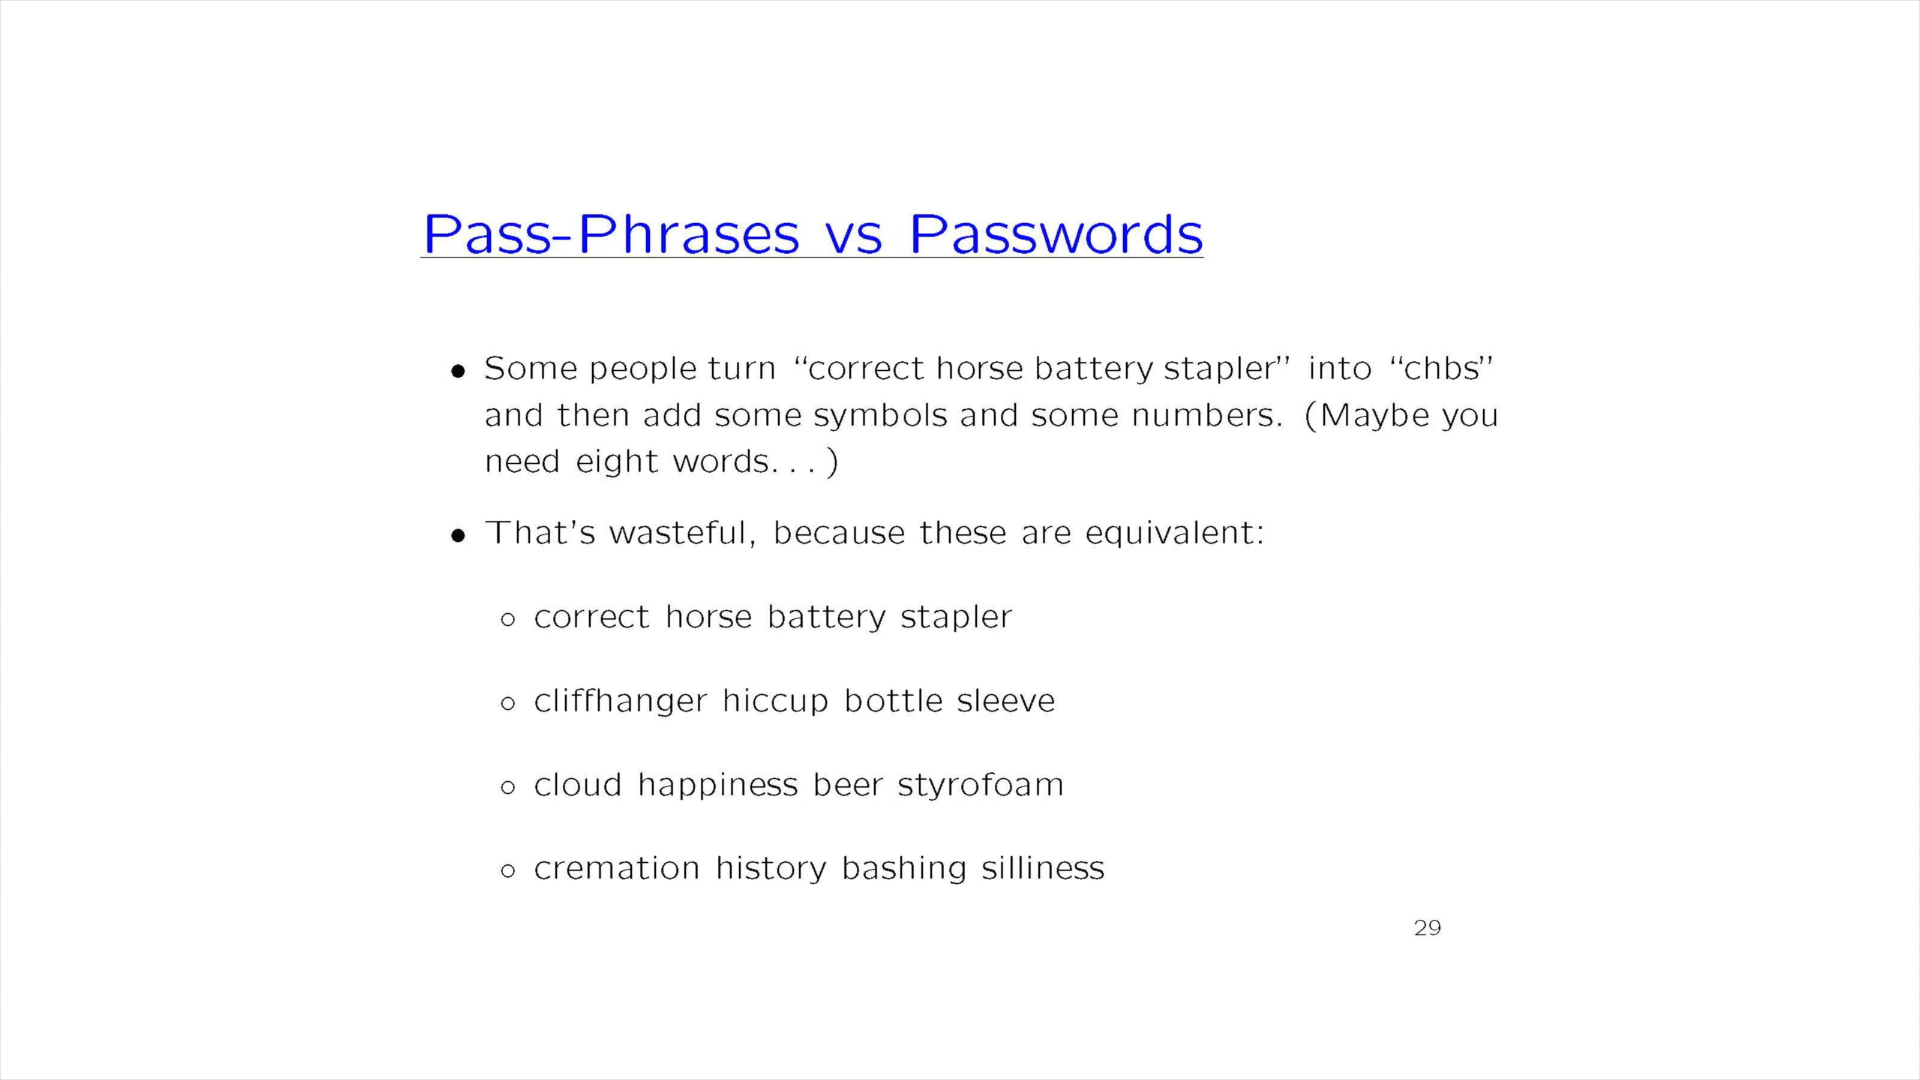 Pass-Phrases vs Passwords
• Some people turn “correct horse battery stapler” into “chbs”
and then add some symbols and some numbers. (Maybe you
need eight words. . . )
• That’s wasteful, because these are equivalent:
◦ correct horse battery stapler
◦ cliffhanger hiccup bottle sleeve
◦ cloud happiness beer styrofoam
◦ cremation history bashing silliness
29